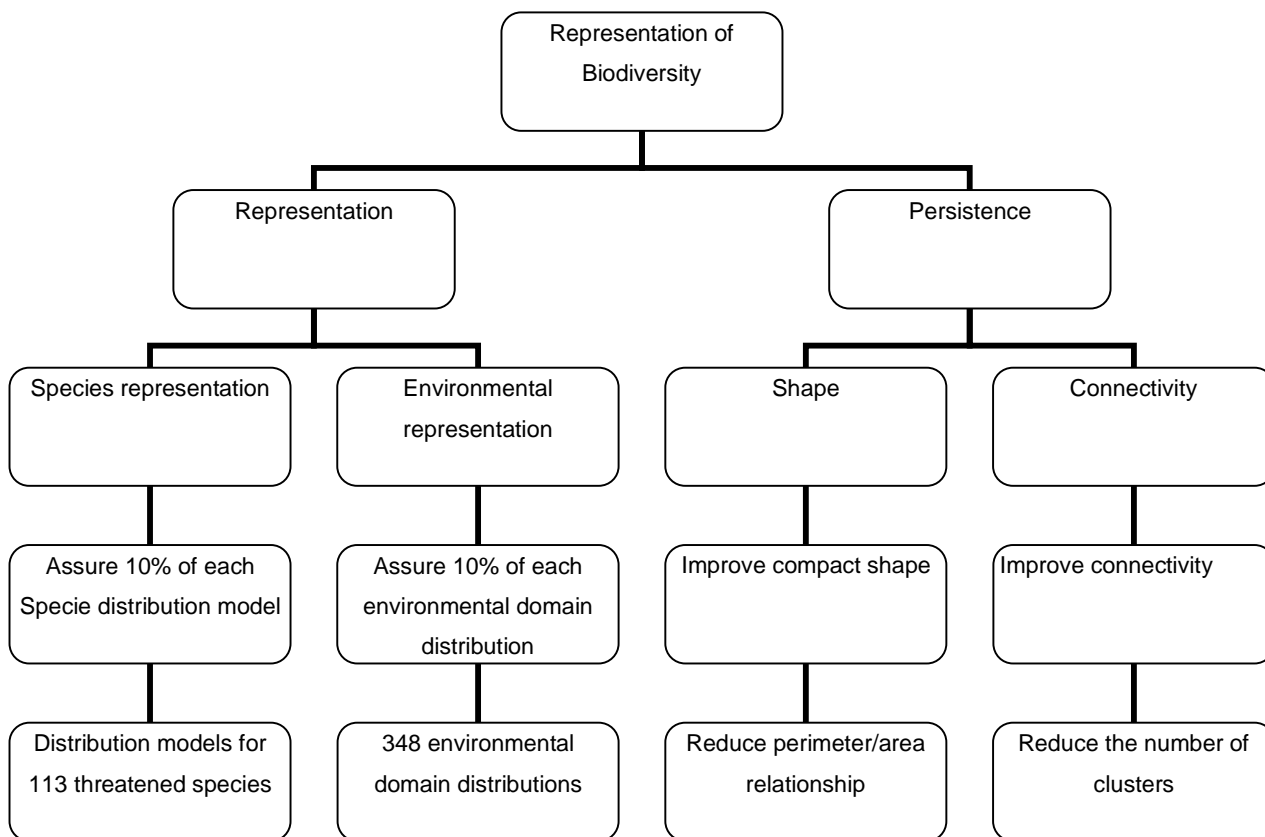 Representation of
Biodiversity
Representation
Persistence
Species representation
Environmental
representation
Shape
Connectivity
Assure 10% of each
Specie distribution model
Assure 10% of each
environmental domain
distribution
Improve compact shape
Improve connectivity
Distribution models for
113 threatened species
348 environmental
domain distributions
Reduce perimeter/area
relationship
Reduce the number of
clusters